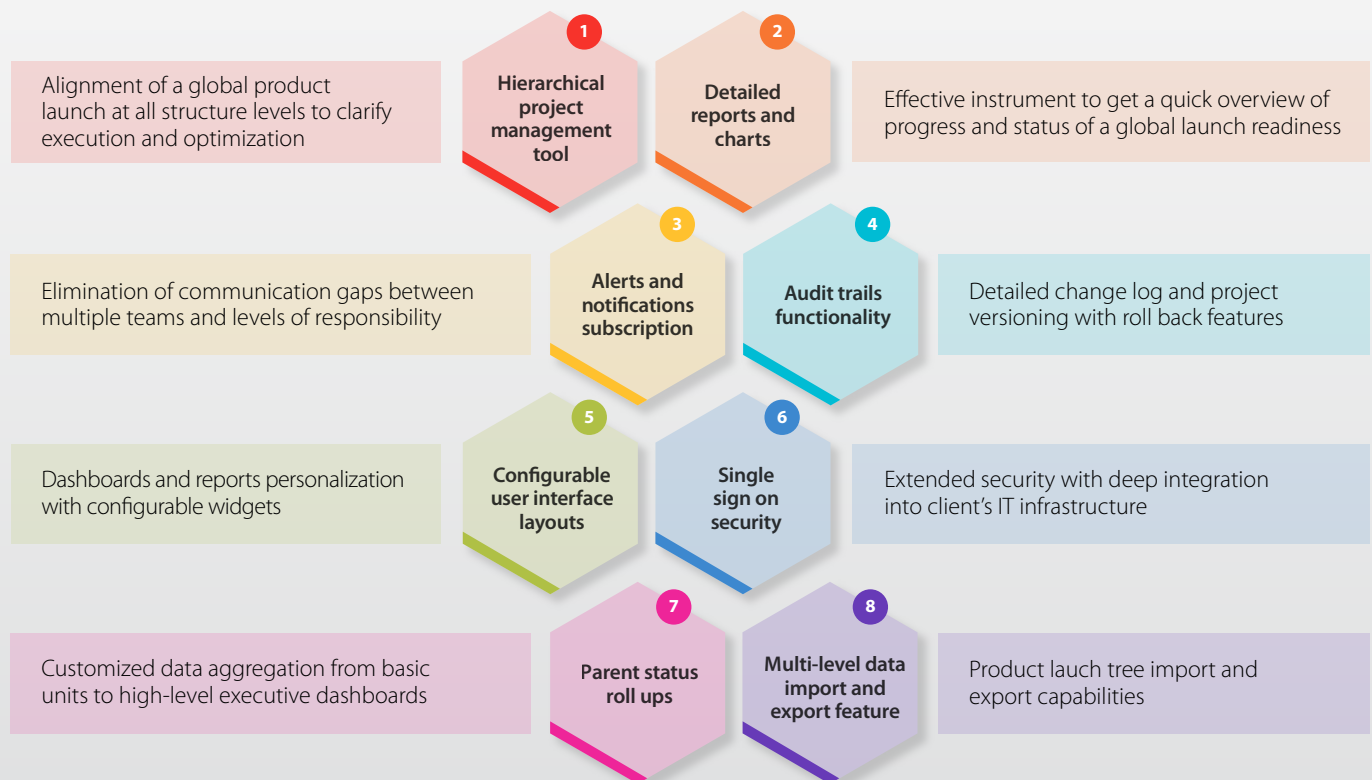 1
Hierarchical
project
management
tool
Alignment of a global product
launch at all structure levels to clarify
execution and optimization
2
Detailed
reports and
charts
Effective instrument to get a quick overview of
progress and status of a global launch readiness
3
Alerts and
notifications
subscription
Elimination of communication gaps between
multiple teams and levels of responsibility
4
Audit trails
functionality
Detailed change log and project
versioning with roll back features
5
Configurable
user interface
layouts
Dashboards and reports personalization
with configurable widgets
6
Single
sign on
security
Extended security with deep integration
into client's IT infrastructure
7
Parent status
roll ups
Customized data aggregation from basic
units to high-level executive dashboards
8
Multi-level data
import and
export feature
Product lauch tree import and
export capabilities